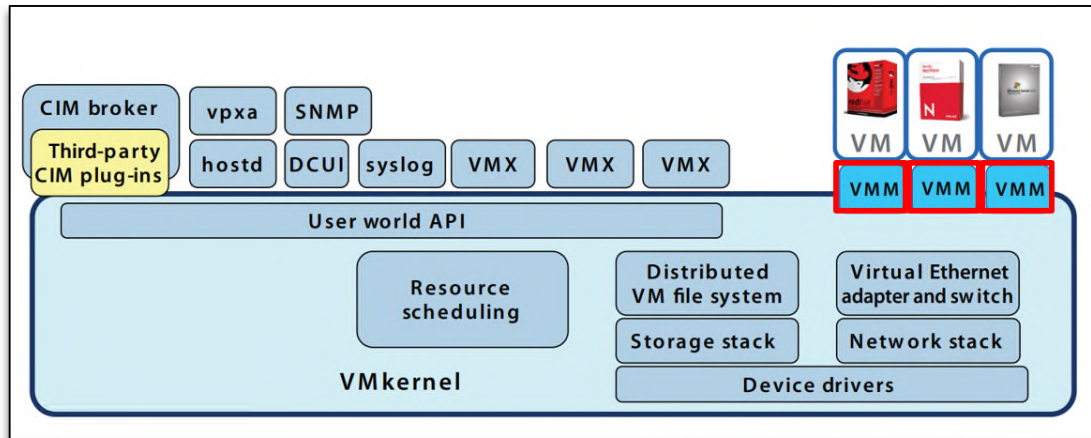 CIM broker
Third-party
CIM plug-ins
vpxa
SNMP
hostd
DCUI
syslog
VMX
VMX
VMX
redhat
N
VM
VM
VM
VMM
VMM
VMM
User world API
Resource
scheduling
Distributed
VM file system
Virtual Ethernet
adapter and switch
Storage stack
Network stack
VMkernel
Device drivers